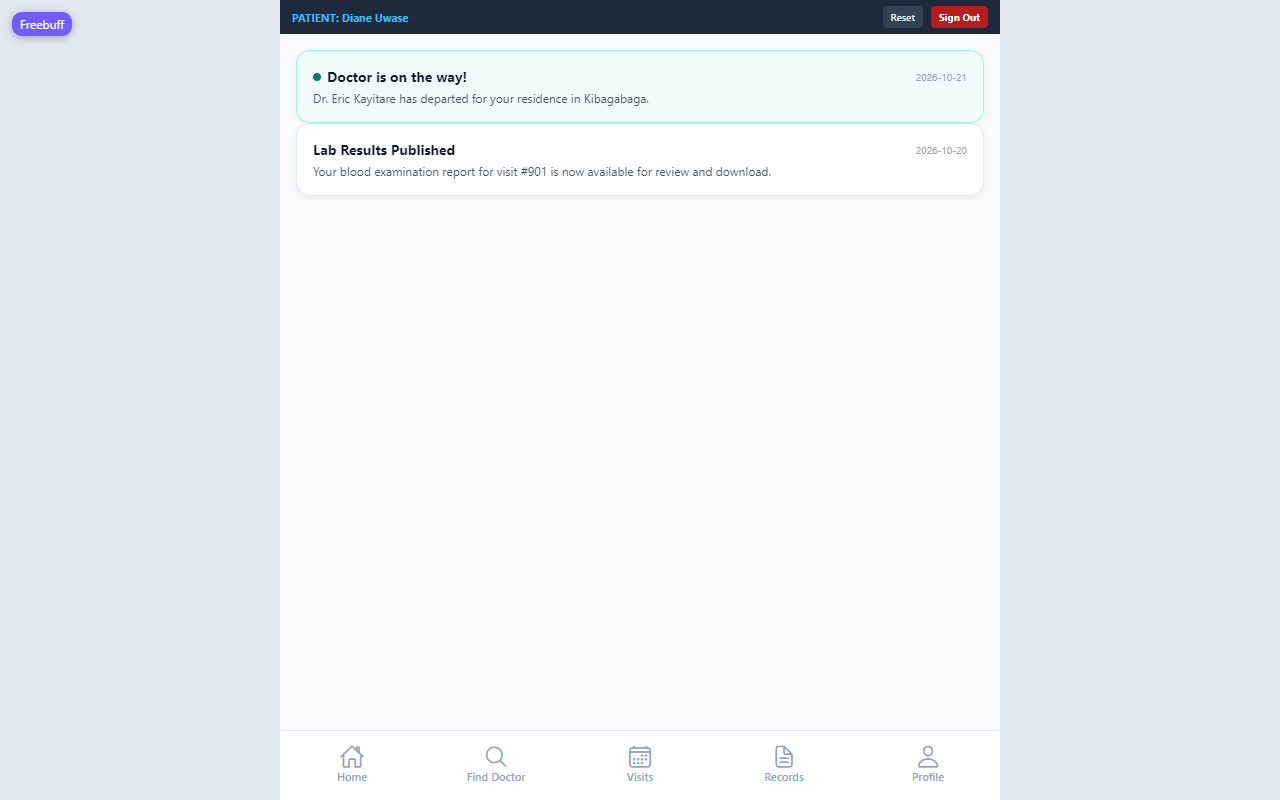 Freebuff
PATIENT: Diane Uwase
Reset
Sign Out
Doctor is on the way!
2026-10-21
Dr. Eric Kayitare has departed for your residence in Kibagabaga.
Lab Results Published
2026-10-20
Your blood examination report for visit #901 is now available for review and download.
Home
Find Doctor
Visits
Records
Profile